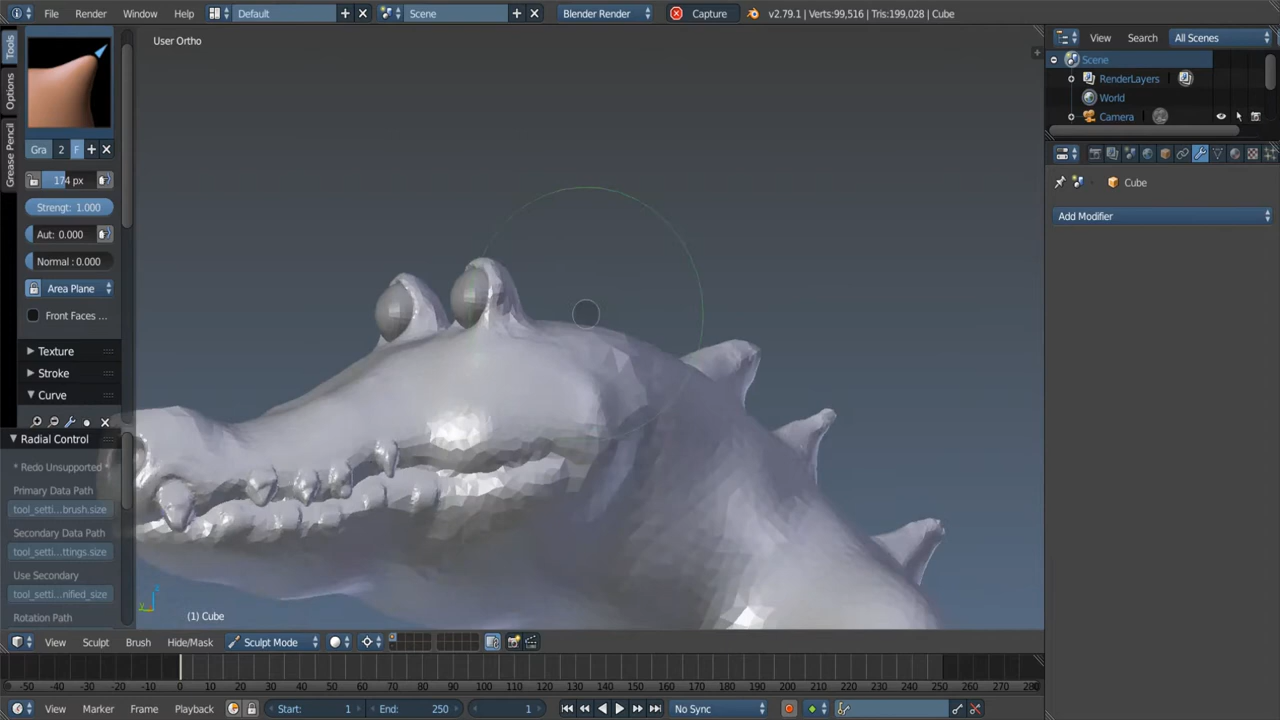 Render Window Help Default Scene Blender Render Capture v2.79.1 | Verts:99,516 | Tris:199,028 | Cube
Tools
Options
Grease Pencil
Gra 2 F
174 px
Strengt: 1.000
Aut: 0.000
Normal : 0.000
Area Plane
Front Faces ...
Texture
Stroke
Curve
Radial Control
* Redo Unsupported *
Primary Data Path
tool_setti...brush.size
Secondary Data Path
tool_setti...ttings.size
Use Secondary
tool_setti...nified_size
Rotation Path
User Ortho
z
y
(1) Cube
View Search All Scenes
Scene
RenderLayers
World
Camera
Cube
Add Modifier
View Sculpt Brush Hide/Mask Sculpt Mode
-50 -40 -30 -20 -10 0 10 20 30 40 50 60 70 80 90 100 110 120 130 140 150 160 170 180 190 200 210 220 230 240 250 260 270 280
View Marker Frame Playback Start: 1 End: 250 1 No Sync